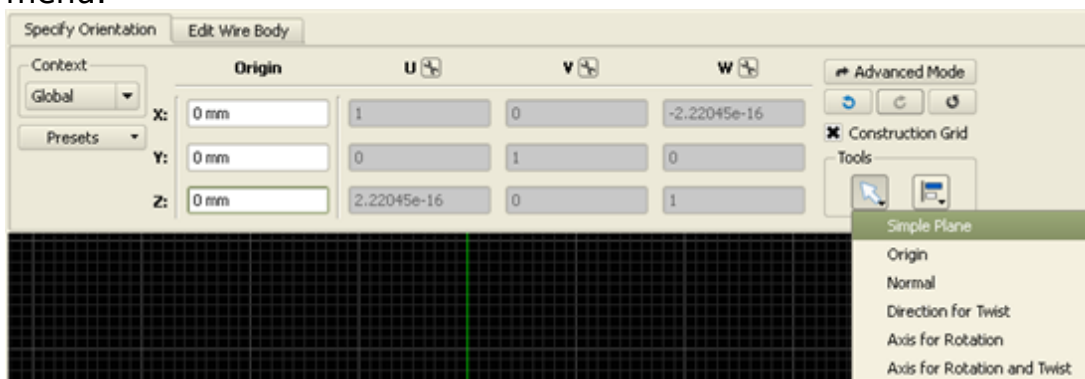 menu.
Specify Orientation Edit Wire Body
Context Origin U V W Advanced Mode
Global
X: 0 mm 1 0 -2.22045e-16
Presets Construction Grid
Y: 0 mm 0 1 0
Tools
Z: 0 mm 2.22045e-16 0 1
Simple Plane
Origin
Normal
Direction for Twist
Axis for Rotation
Axis for Rotation and Twist